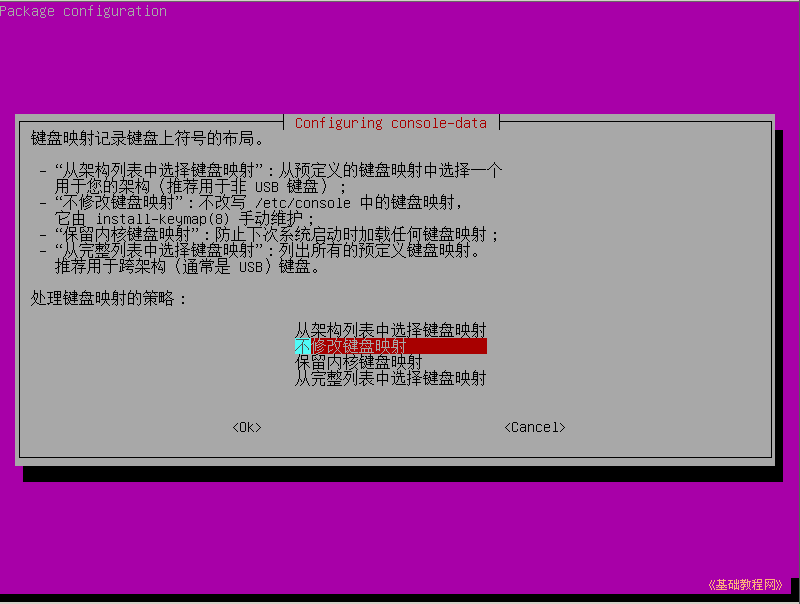 Package configuration
Configuring console-data
键盘映射记录键盘上符号的布局。
- “从架构列表中选择键盘映射”：从预定义的键盘映射中选择一个
用于您的架构（推荐用于非 USB 键盘）；
- “不修改键盘映射”：不改写 /etc/console 中的键盘映射，
它由 install-keymap(8) 手动维护；
- “保留内核键盘映射”：防止下次系统启动时加载任何键盘映射；
- “从完整列表中选择键盘映射”：列出所有的预定义键盘映射。
推荐用于跨架构（通常是 USB）键盘。
处理键盘映射的策略：
从架构列表中选择键盘映射
不修改键盘映射
保留内核键盘映射
从完整列表中选择键盘映射
<Ok> <Cancel>
《基础教程网》